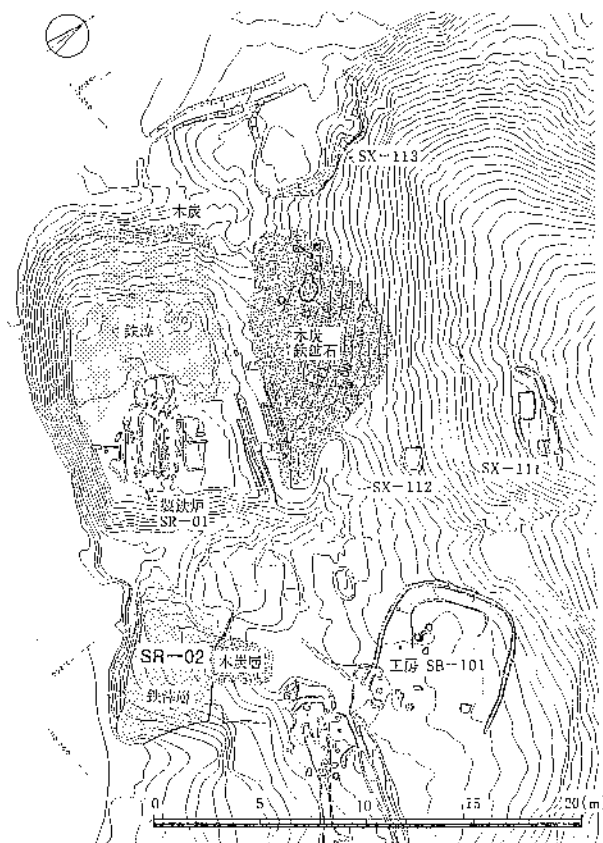 SX-113
木炭
鉄滓
木炭
鉄鉱石
SX-111
SX-112
製鉄炉
SR-01
SR-02
木炭層
工房 SB-101
鉄滓層
0 5 10 15 20(m)